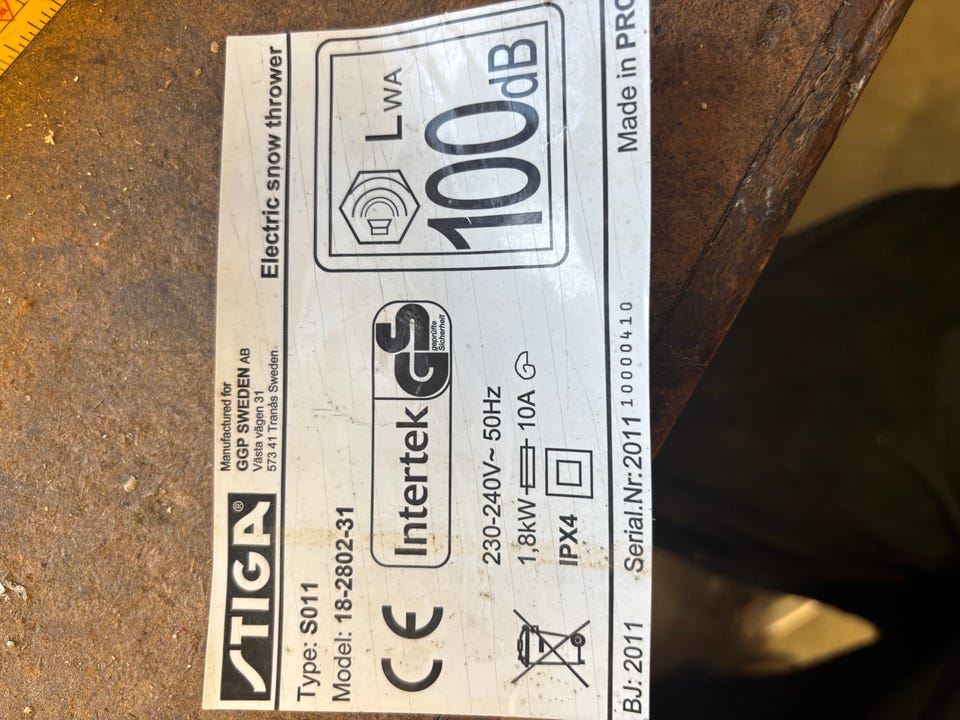 STIGA®
Manufactured for
GGP SWEDEN AB
Västa vägen 31
573 41 Tranås Sweden
Electric snow thrower
Type: S011
Model: 18-2802-31
CE
Intertek
GS
geprüfte
Sicherheit
LWA
100dB
230-240V~ 50Hz
1,8kW 10A
IPX4
BJ: 2011 Serial.Nr: 2011 10000410 Made in PRC